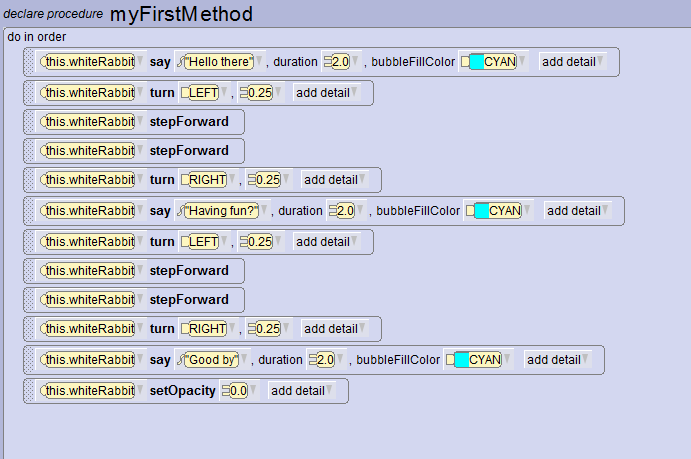 declare procedure myFirstMethod
do in order
this.whiteRabbit say "Hello there" , duration 2.0 , bubbleFillColor CYAN add detail
this.whiteRabbit turn LEFT , 0.25 add detail
this.whiteRabbit stepForward
this.whiteRabbit stepForward
this.whiteRabbit turn RIGHT , 0.25 add detail
this.whiteRabbit say "Having fun?" , duration 2.0 , bubbleFillColor CYAN add detail
this.whiteRabbit turn LEFT , 0.25 add detail
this.whiteRabbit stepForward
this.whiteRabbit stepForward
this.whiteRabbit turn RIGHT , 0.25 add detail
this.whiteRabbit say "Good by" , duration 2.0 , bubbleFillColor CYAN add detail
this.whiteRabbit setOpacity 0.0 add detail